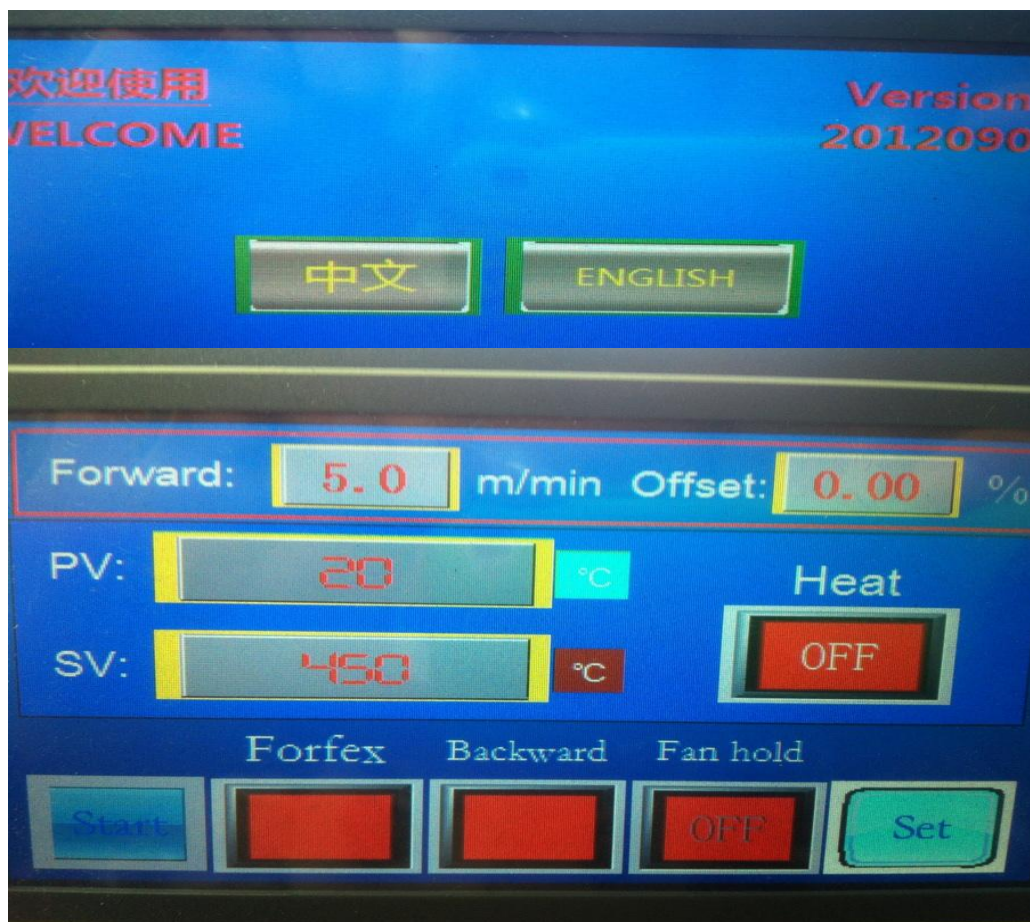 欢迎使用
WELCOME
Version
2012090
中文
ENGLISH
Forward: 5.0 m/min Offset: 0.00 %
PV: 20 °C
Heat
SV: 450 °C
OFF
Forfex Backward Fan hold
Start OFF Set